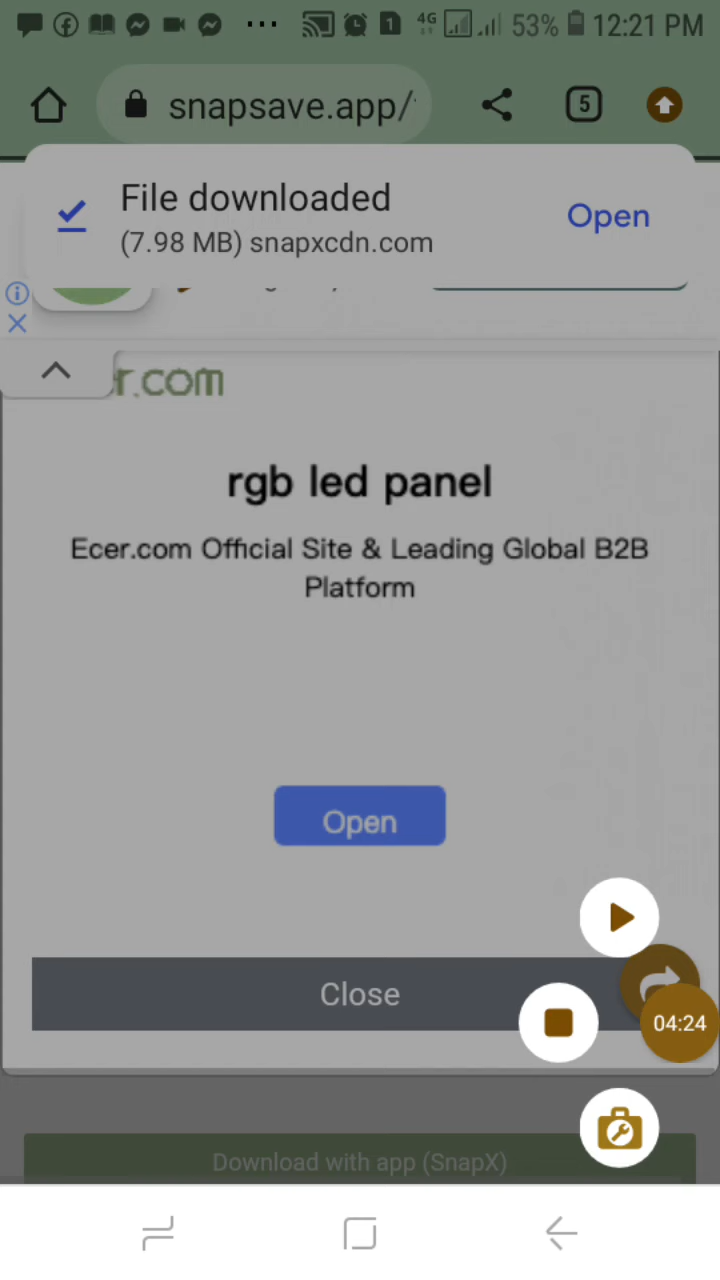 4G 53% 12:21 PM
snapsave.app/
5
File downloaded
Open
(7.98 MB) snapxcdn.com
r.com
rgb led panel
Ecer.com Official Site & Leading Global B2B
Platform
Open
Close
04:24
Download with app (SnapX)